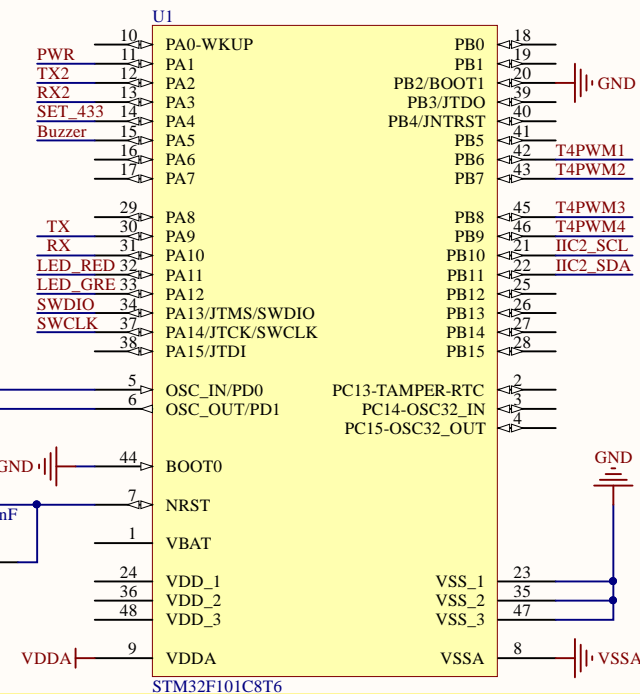 U1
10 PA0-WKUP PB0 18
PWR 11 PA1 PB1 19
TX2 12 PA2 PB2/BOOT1 20 GND
RX2 13 PA3 PB3/JTDO 39
SET_433 14 PA4 PB4/JNTRST 40
Buzzer 15 PA5 PB5 41
16 PA6 PB6 42 T4PWM1
17 PA7 PB7 43 T4PWM2
29 PA8 PB8 45 T4PWM3
TX 30 PA9 PB9 46 T4PWM4
RX 31 PA10 PB10 21 IIC2_SCL
LED_RED 32 PA11 PB11 22 IIC2_SDA
LED_GRE 33 PA12 PB12 25
SWDIO 34 PA13/JTMS/SWDIO PB13 26
SWCLK 37 PA14/JTCK/SWCLK PB14 27
38 PA15/JTDI PB15 28
5 OSC_IN/PD0 PC13-TAMPER-RTC 2
6 OSC_OUT/PD1 PC14-OSC32_IN 3
PC15-OSC32_OUT 4
GND 44 BOOT0 GND
7 NRST
nF
1 VBAT
24 VDD_1 VSS_1 23
36 VDD_2 VSS_2 35
48 VDD_3 VSS_3 47
VDDA 9 VDDA VSSA 8 VSSA
STM32F101C8T6